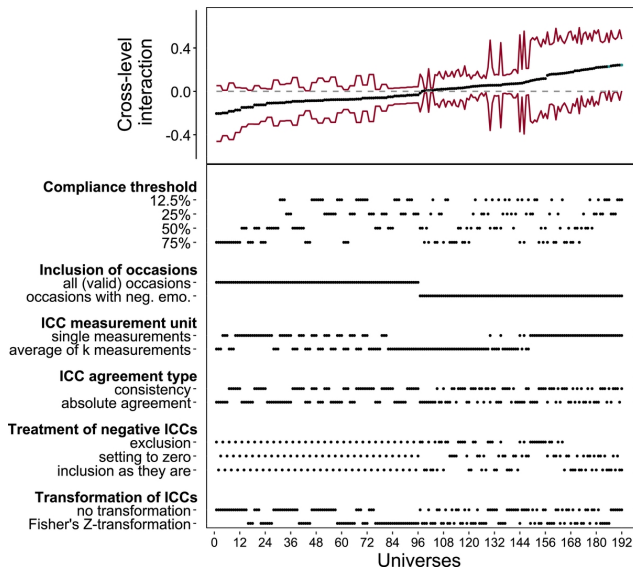 Cross-level
interaction
0.4
0.0
-0.4
Compliance threshold
12.5%
25%
50%
75%
Inclusion of occasions
all (valid) occasions
occasions with neg. emo.
ICC measurement unit
single measurements
average of k measurements
ICC agreement type
consistency
absolute agreement
Treatment of negative ICCs
exclusion
setting to zero
inclusion as they are
Transformation of ICCs
no transformation
Fisher's Z-transformation
0 12 24 36 48 60 72 84 96 108 120 132 144 156 168 180 192
Universes